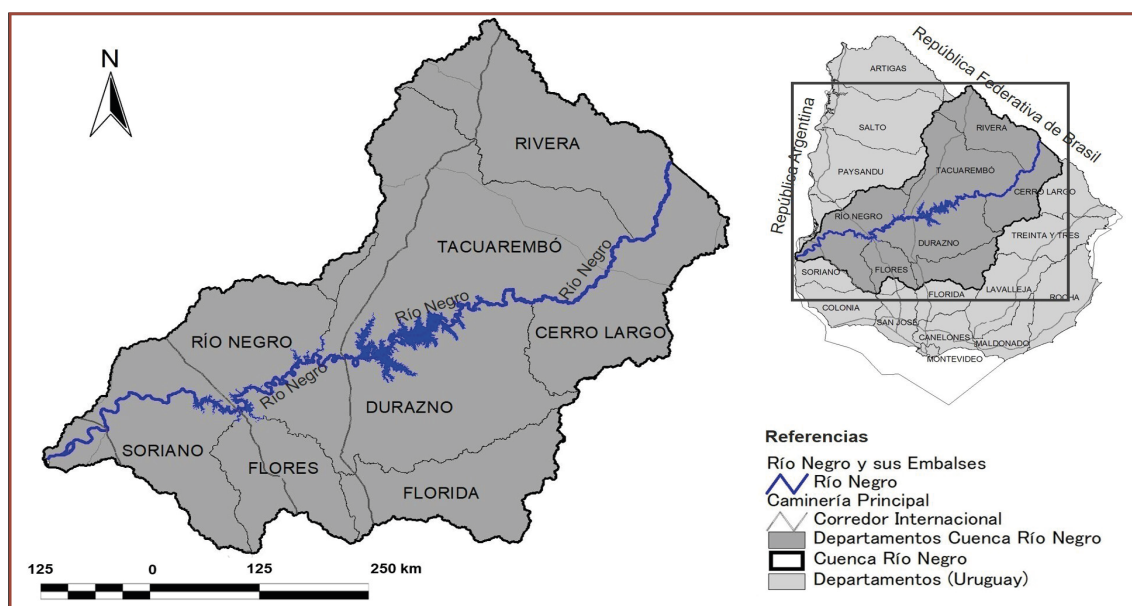 N
RIVERA
TACUAREMBÓ
Río Negro
Río Negro
CERRO LARGO
RÍO NEGRO
Río Negro
DURAZNO
SORIANO
FLORES
FLORIDA
125 0 125 250 km
República Federativa de Brasil
República Argentina
ARTIGAS
SALTO
RIVERA
PAYSANDU
TACUAREMBÓ
CERRO LARGO
RÍO NEGRO
TREINTA Y TRES
DURAZNO
SORIANO
FLORES
LAVALLEJA
FLORIDA
ROCHA
COLONIA
SAN JOSÉ
CANELONES
MALDONADO
MONTEVIDEO
Referencias
Río Negro y sus Embalses
Río Negro
Caminería Principal
Corredor Internacional
Departamentos Cuenca Río Negro
Cuenca Río Negro
Departamentos (Uruguay)